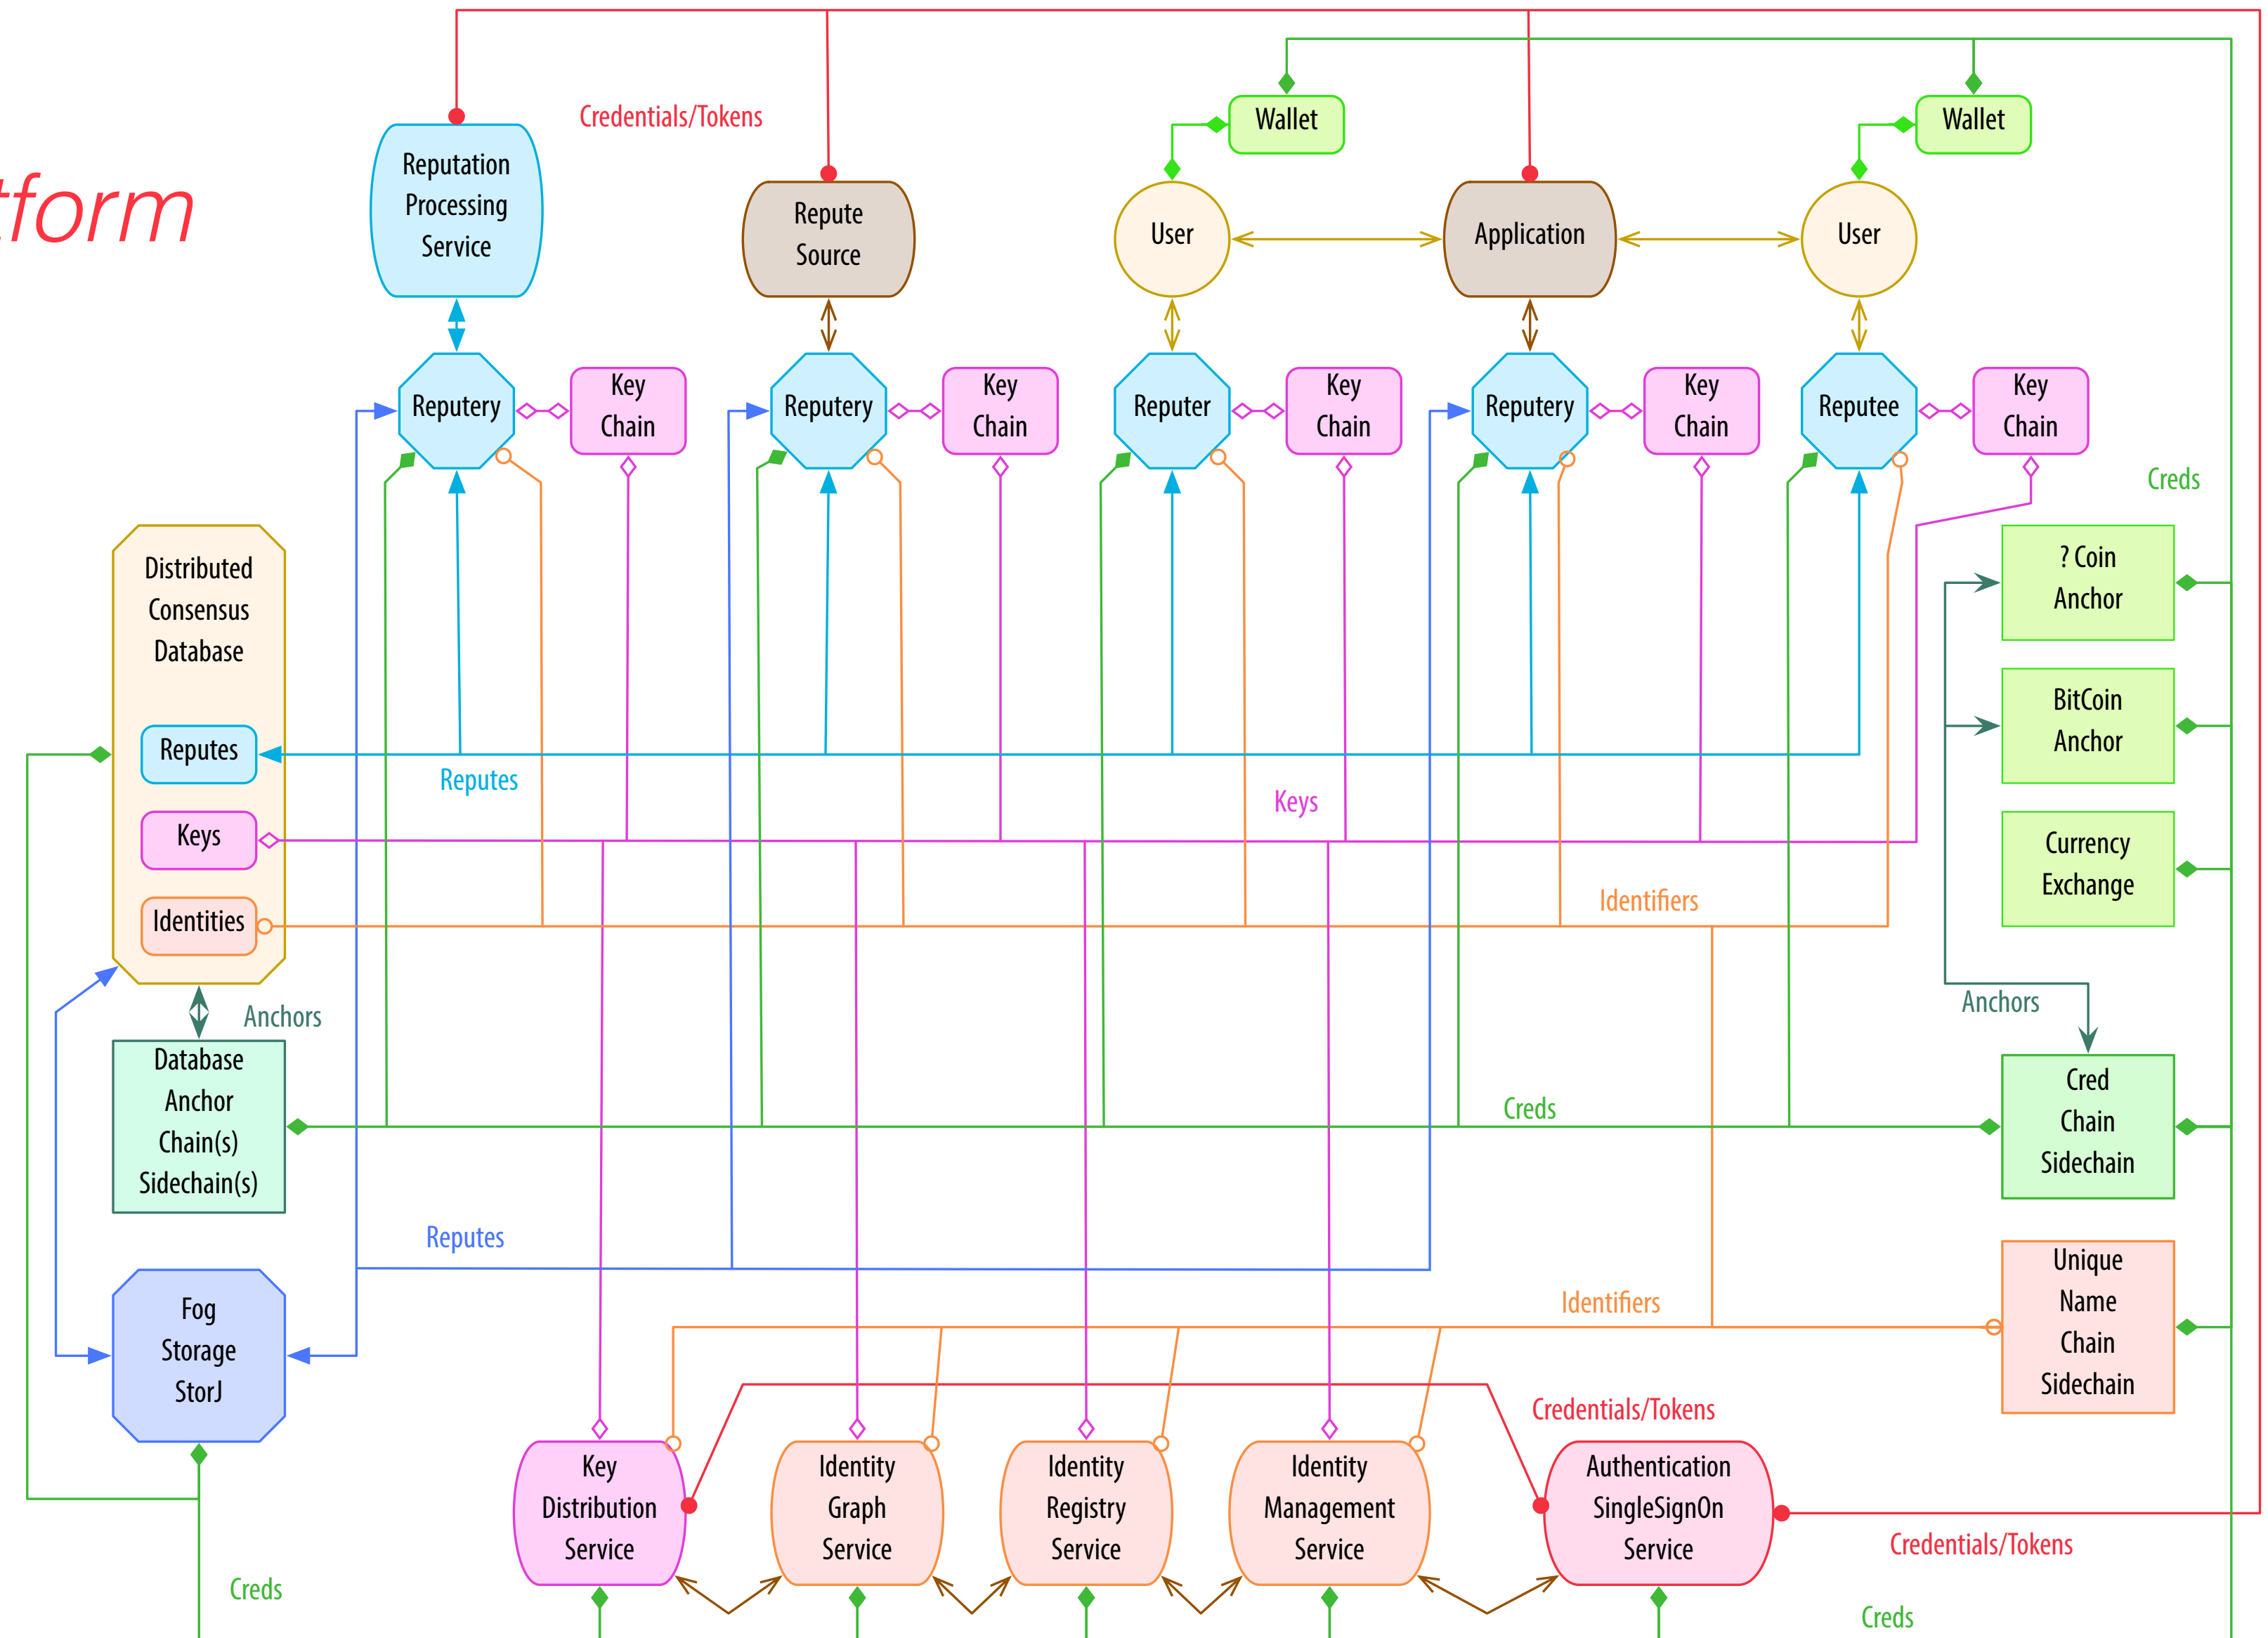 tform
Credentials/Tokens
Wallet
Wallet
Reputation
Processing
Service
Repute
Source
User
Application
User
Reputery
Key
Chain
Reputery
Key
Chain
Reputer
Key
Chain
Reputery
Key
Chain
Reputee
Key
Chain
Creds
Distributed
Consensus
Database
Reputes
Keys
Identities
Reputes
Keys
Identifiers
? Coin
Anchor
BitCoin
Anchor
Currency
Exchange
Anchors
Anchors
Database
Anchor
Chain(s)
Sidechain(s)
Creds
Cred
Chain
Sidechain
Reputes
Fog
Storage
StorJ
Identifiers
Unique
Name
Chain
Sidechain
Credentials/Tokens
Key
Distribution
Service
Identity
Graph
Service
Identity
Registry
Service
Identity
Management
Service
Authentication
SingleSignOn
Service
Credentials/Tokens
Creds
Creds